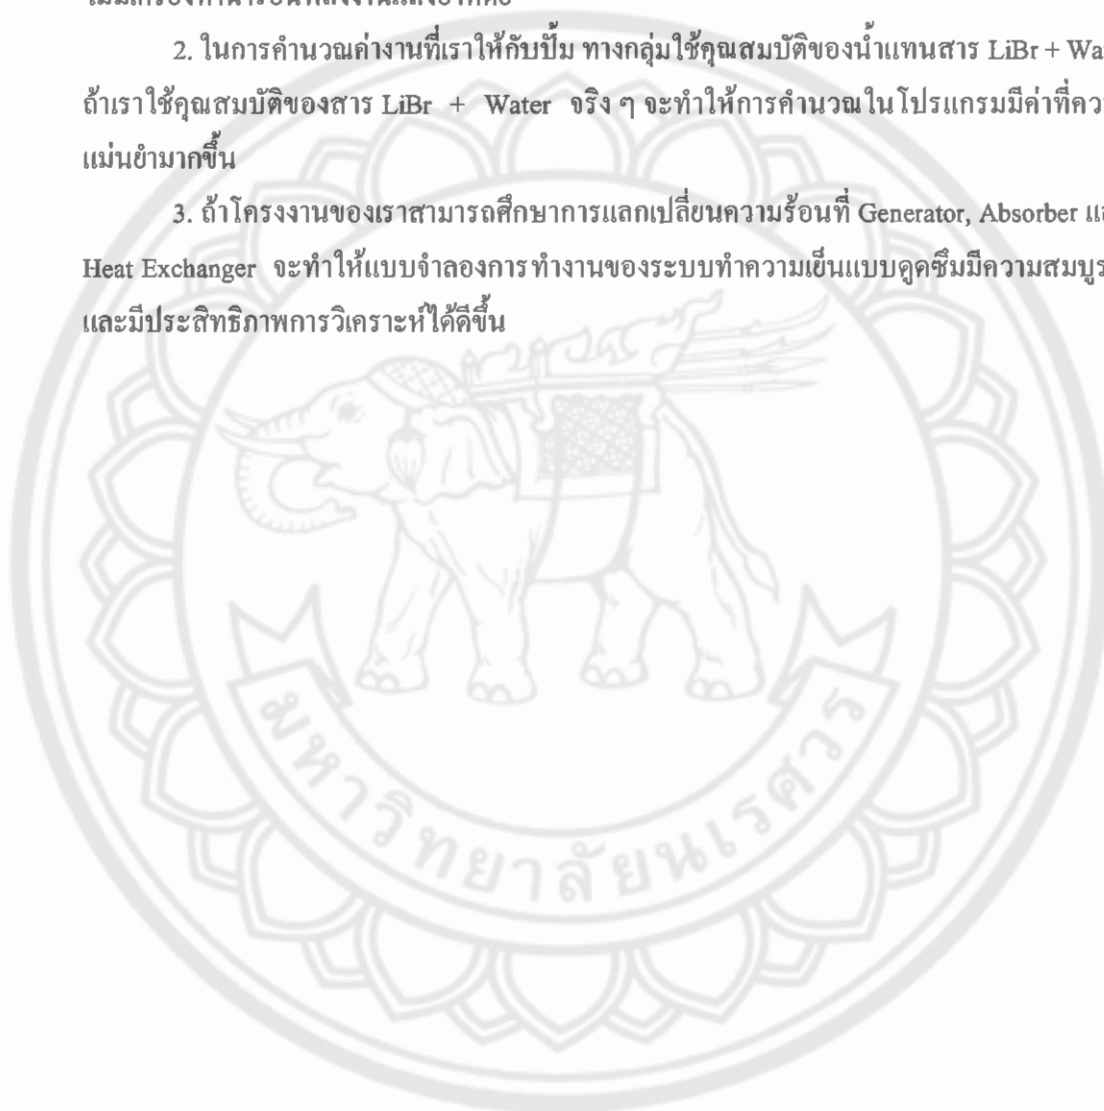 2. ในการคำนวณค่างานที่เราให้กับปั๊ม ทางกลุ่มใช้คุณสมบัติของน้ำแทนสาร LiBr +
ถ้าเราใช้คุณสมบัติของสาร LiBr + Water จริง ๆ จะทำให้การคำนวณในโปรแกรมมีค่าที่
แม่นยำมากขึ้น
3. ถ้าโครงงานของเราสามารถศึกษาการแลกเปลี่ยนความร้อนที่ Generator, Absorber
Heat Exchanger จะทำให้แบบจำลองการทำงานของระบบทำความเย็นแบบดูดซึมมีความ
และมีประสิทธิภาพการวิเคราะห์ได้ดีขึ้น
มหาวิทยาลัยนเรศวร